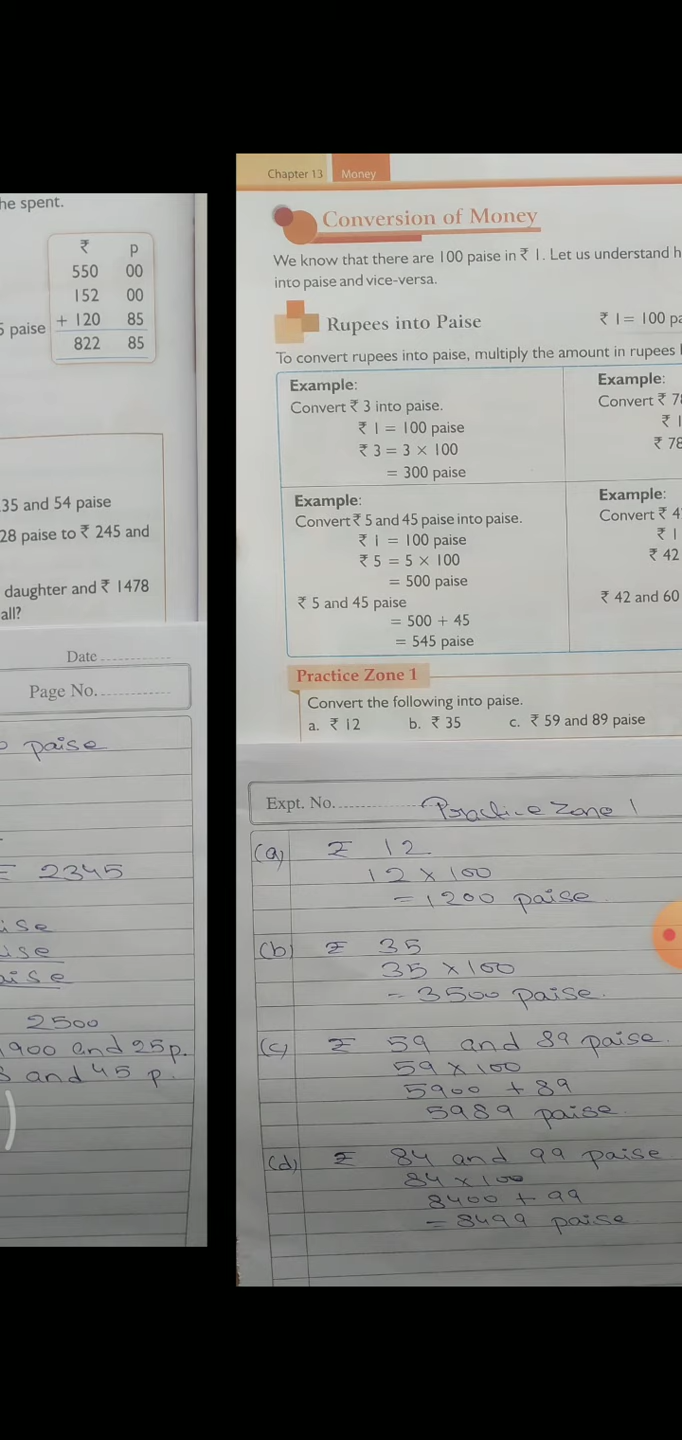 he spent.
₹ p
550 00
152 00
5 paise + 120 85
822 85
35 and 54 paise
28 paise to ₹ 245 and
daughter and ₹ 1478
all?
Date
Page No.
paise
= 2345
ise
ise
aise
2500
1900 and 25p.
and 45 p.
Chapter 13 Money
Conversion of Money
We know that there are 100 paise in ₹ 1. Let us understand h
into paise and vice-versa.
Rupees into Paise ₹ 1= 100 pa
To convert rupees into paise, multiply the amount in rupees
Example:
Convert ₹ 3 into paise.
₹ 1 = 100 paise
₹ 3 = 3 × 100
= 300 paise
Example:
Convert ₹ 78
₹ 1
₹ 78
Example:
Convert ₹ 5 and 45 paise into paise.
₹ 1 = 100 paise
₹ 5 = 5 × 100
= 500 paise
₹ 5 and 45 paise
= 500 + 45
= 545 paise
Example:
Convert ₹ 4
₹ 1
₹ 42
₹ 42 and 60
Practice Zone 1
Convert the following into paise.
a. ₹ 12 b. ₹ 35 c. ₹ 59 and 89 paise
Expt. No. Practice Zone 1
(a) ₹ 12
12 × 100
= 1200 paise
(b) ₹ 35
35 × 100
= 3500 paise.
(c) ₹ 59 and 89 paise.
59 × 100
5900 + 89
5989 paise.
(d) ₹ 84 and 99 paise
84 × 100
8400 + 99
= 8499 paise